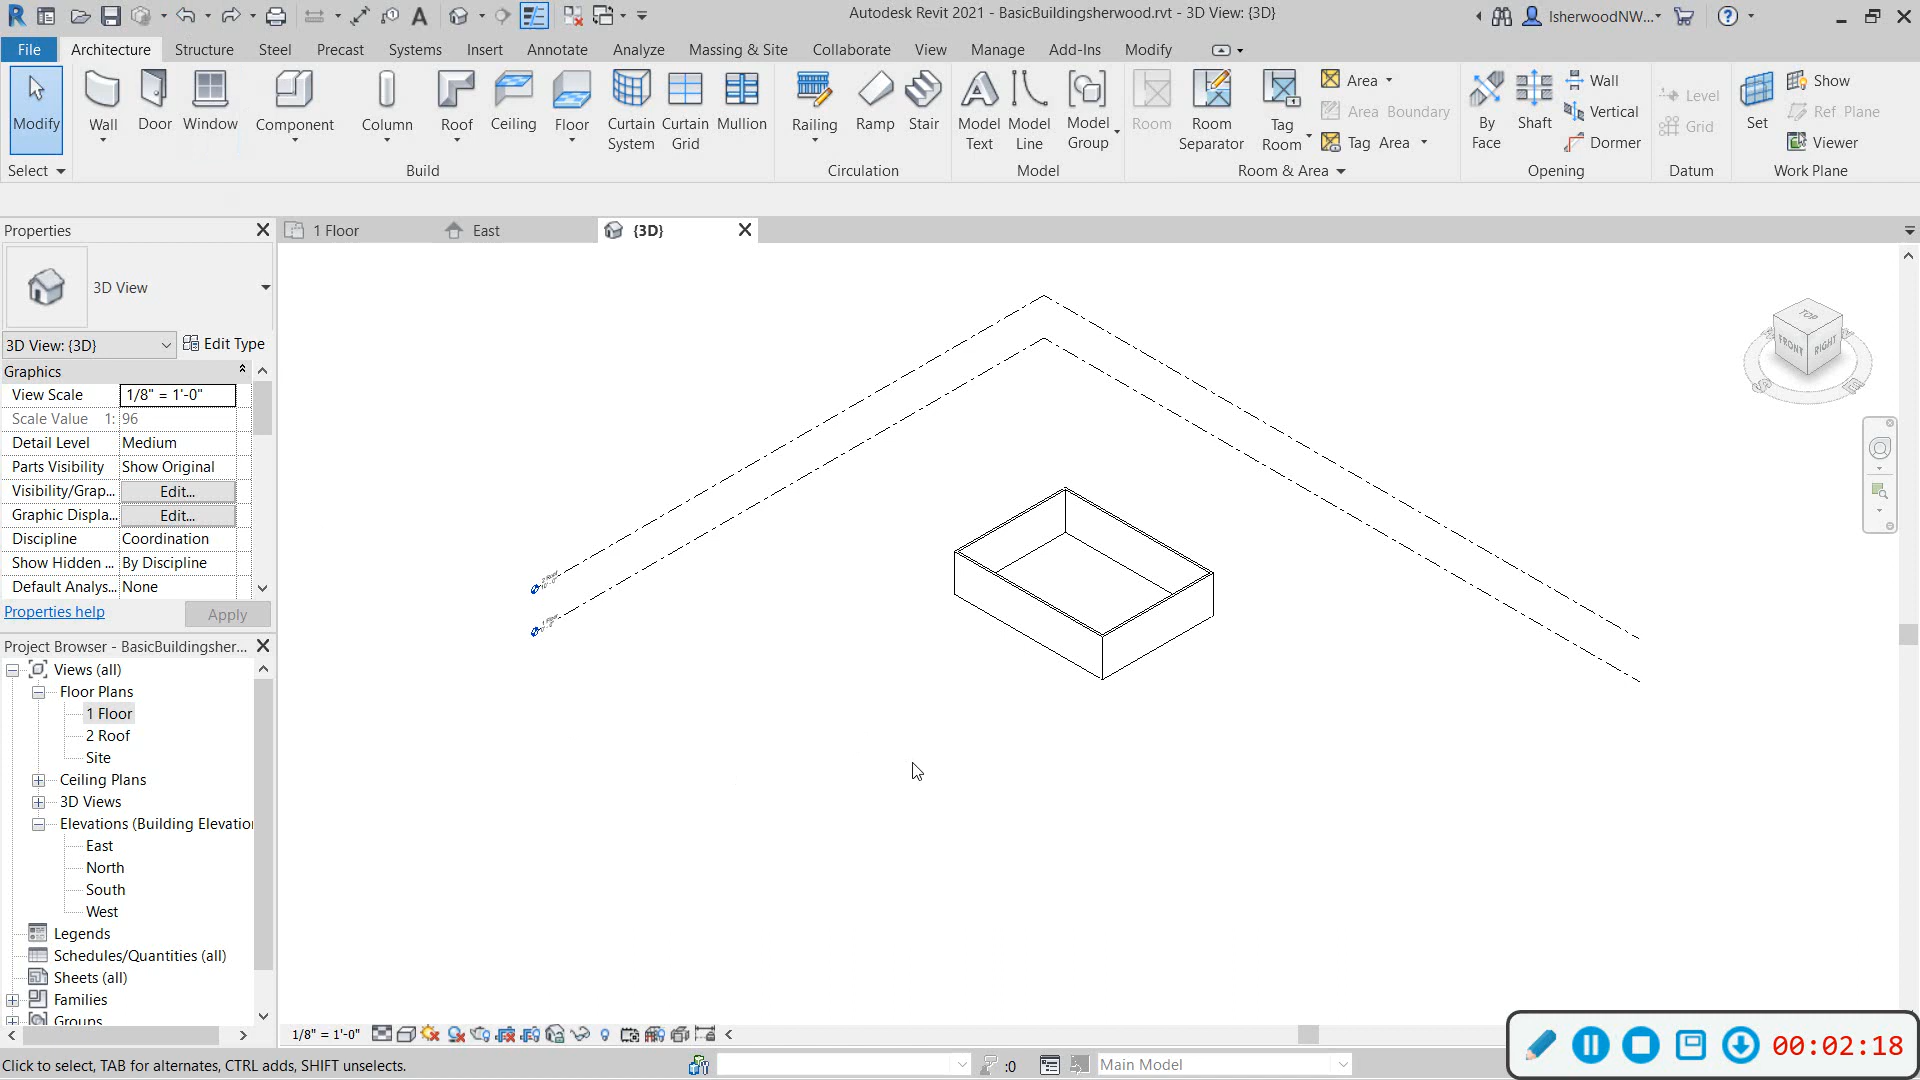 Autodesk Revit 2021 - BasicBuildingsherwood.rvt - 3D View: {3D}
IsherwoodNW...
File Architecture Structure Steel Precast Systems Insert Annotate Analyze Massing & Site Collaborate View Manage Add-Ins Modify
Modify
Wall
Door
Window
Component
Column
Roof
Ceiling
Floor
Curtain System
Curtain Grid
Mullion
Railing
Ramp
Stair
Model Text
Model Line
Model Group
Room
Room Separator
Tag Room
Area
Area Boundary
Tag Area
By Face
Shaft
Wall
Vertical
Dormer
Level
Grid
Set
Show
Ref Plane
Viewer
Select
Build
Circulation
Model
Room & Area
Opening
Datum
Work Plane
Properties
1 Floor
East
{3D}
3D View
3D View: {3D}
Edit Type
Graphics
View Scale 1/8" = 1'-0"
Scale Value 1: 96
Detail Level Medium
Parts Visibility Show Original
Visibility/Grap... Edit...
Graphic Displa... Edit...
Discipline Coordination
Show Hidden ... By Discipline
Default Analys... None
Properties help
Apply
Project Browser - BasicBuildingsher...
Views (all)
Floor Plans
1 Floor
2 Roof
Site
Ceiling Plans
3D Views
Elevations (Building Elevatio
East
North
South
West
Legends
Schedules/Quantities (all)
Sheets (all)
Families
Groups
TOP
FRONT
RIGHT
S
E
1/8" = 1'-0"
Click to select, TAB for alternates, CTRL adds, SHIFT unselects.
:0
Main Model
00:02:18